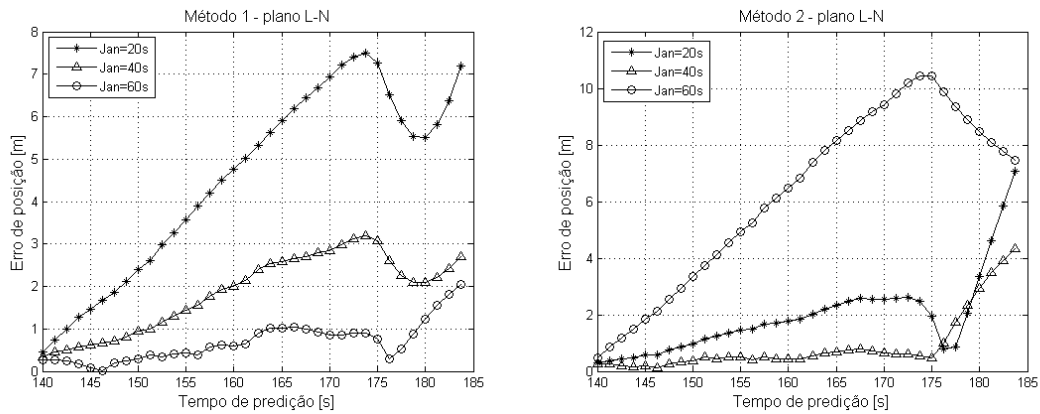 Método 1 - plano L-N
Jan=20s
Jan=40s
Jan=60s
Erro de posição [m]
8
7
6
5
4
3
2
1
0
140 145 150 155 160 165 170 175 180 185
Tempo de predição [s]
Método 2 - plano L-N
Jan=20s
Jan=40s
Jan=60s
Erro de posição [m]
12
10
8
6
4
2
0
140 145 150 155 160 165 170 175 180 185
Tempo de predição [s]